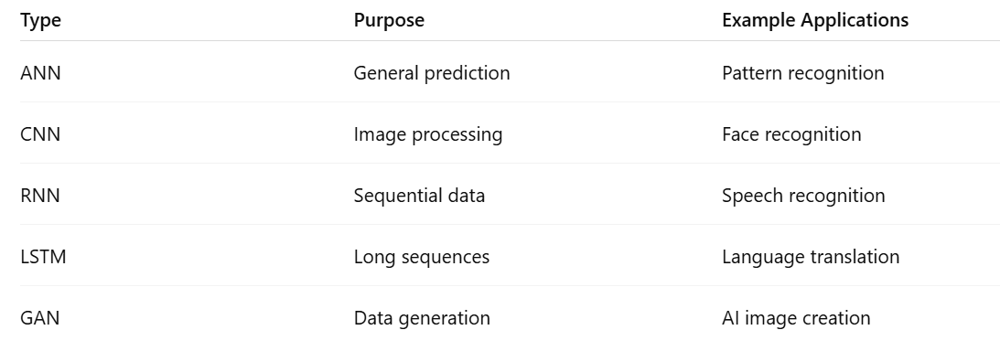 Type Purpose Example Applications
ANN General prediction Pattern recognition
CNN Image processing Face recognition
RNN Sequential data Speech recognition
LSTM Long sequences Language translation
GAN Data generation AI image creation